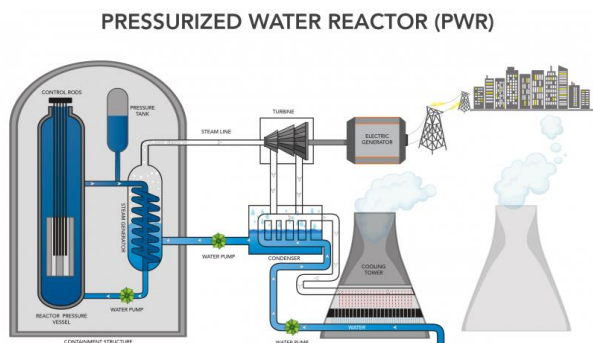 PRESSURIZED WATER REACTOR (PWR)
CONTROL RODS
PRESSURE
TANK
TURBINE
STEAM LINE
ELECTRIC
GENERATOR
STEAM GENERATOR
WATER PUMP
CONDENSER
COOLING
TOWER
WATER PUMP
REACTOR PRESSURE
VESSEL
WATER
CONTAINMENT STRUCTURE
WATER PUMP